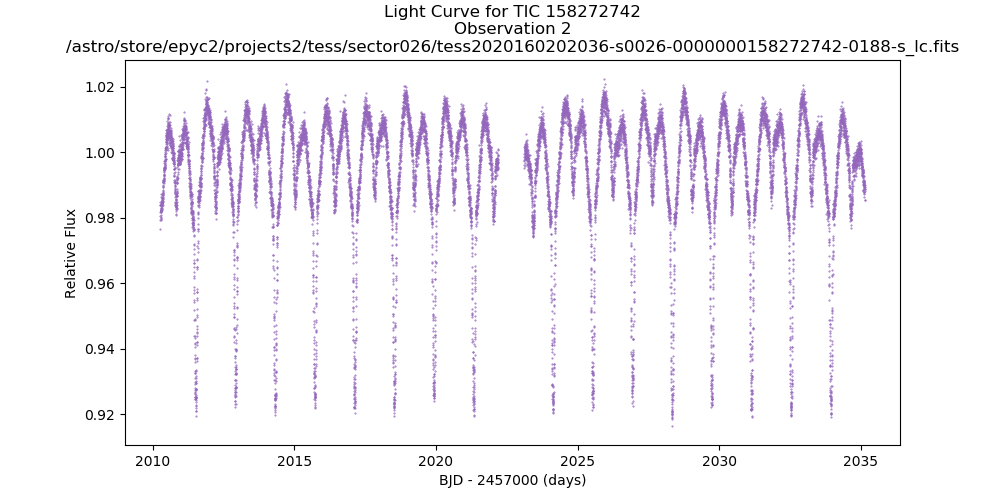 Light Curve for TIC 158272742
Observation 2
/astro/store/epyc2/projects2/tess/sector026/tess2020160202036-s0026-0000000158272742-0188-s_lc.fits
1.02
1.00
0.98
0.96
0.94
0.92
Relative Flux
2010
2015
2020
2025
2030
2035
BJD - 2457000 (days)